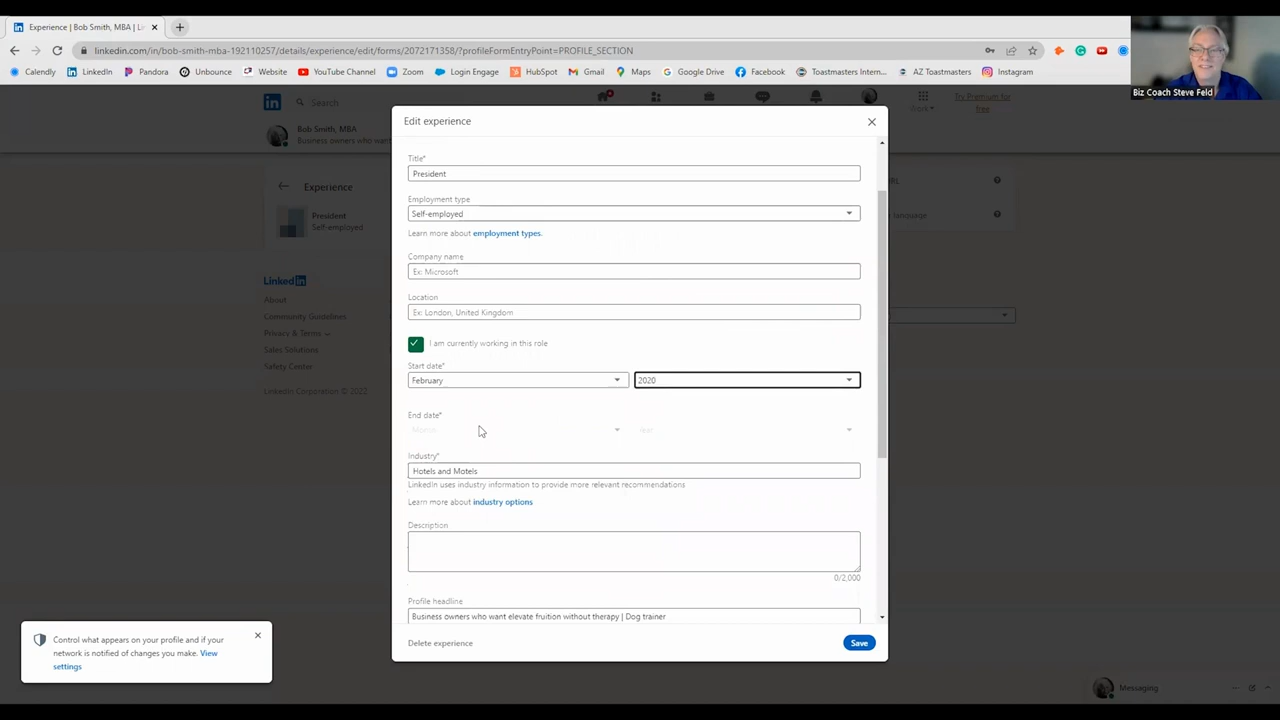 Experience | Bob Smith, MBA | Li
linkedin.com/in/bob-smith-mba-192110257/details/experience/edit/forms/2072171358/?profileFormEntryPoint=PROFILE_SECTION
Calendly LinkedIn Pandora Unbounce Website YouTube Channel Zoom Login Engage HubSpot Gmail Maps Google Drive Facebook Toastmasters Intern... AZ Toastmasters Instagram
Biz Coach Steve Feld
Search
Work
Try Premium for
free
Bob Smith, MBA
Business owners who want
Experience
President
Self-employed
RL
language
LinkedIn
About
Community Guidelines
Privacy & Terms
Sales Solutions
Safety Center
LinkedIn Corporation © 2022
Edit experience
Title*
President
Employment type
Self-employed
Learn more about employment types.
Company name
Ex: Microsoft
Location
Ex: London, United Kingdom
I am currently working in this role
Start date*
February 2020
End date*
Month Year
Industry*
Hotels and Motels
LinkedIn uses industry information to provide more relevant recommendations
Learn more about industry options
Description
0/2,000
Profile headline
Business owners who want elevate fruition without therapy | Dog trainer
Delete experience
Save
Control what appears on your profile and if your
network is notified of changes you make. View
settings
Messaging